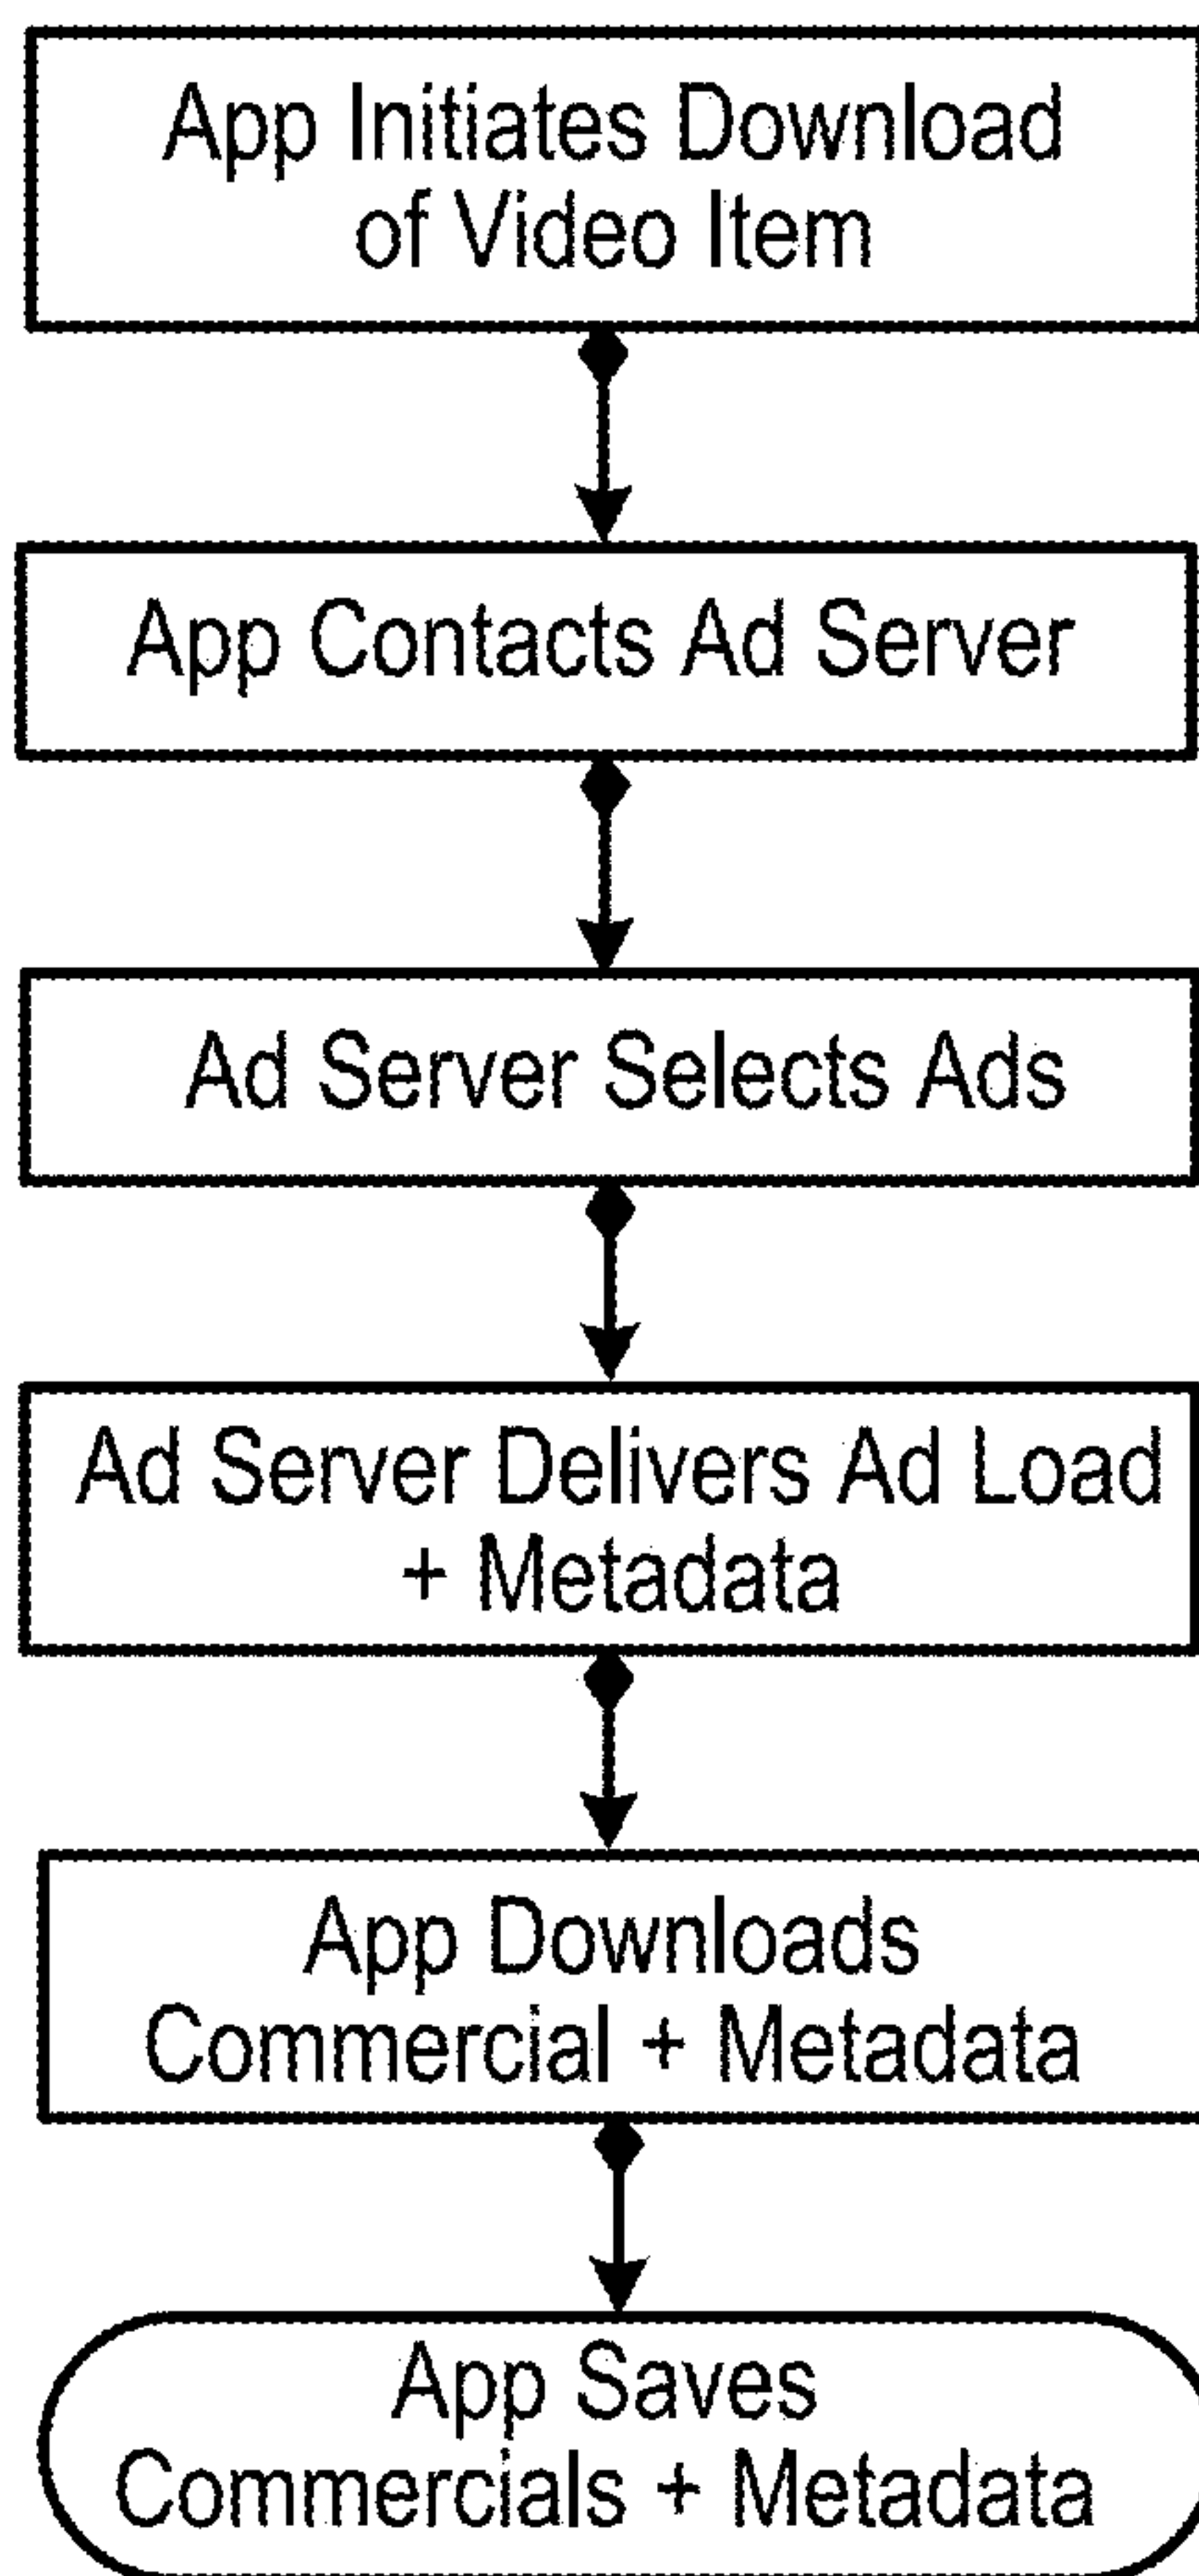 App Initiates Download
of Video Item
App Contacts Ad Server
Ad Server Selects Ads
Ad Server Delivers Ad Load
+ Metadata
App Downloads
Commercial + Metadata
App Saves
Commercials + Metadata